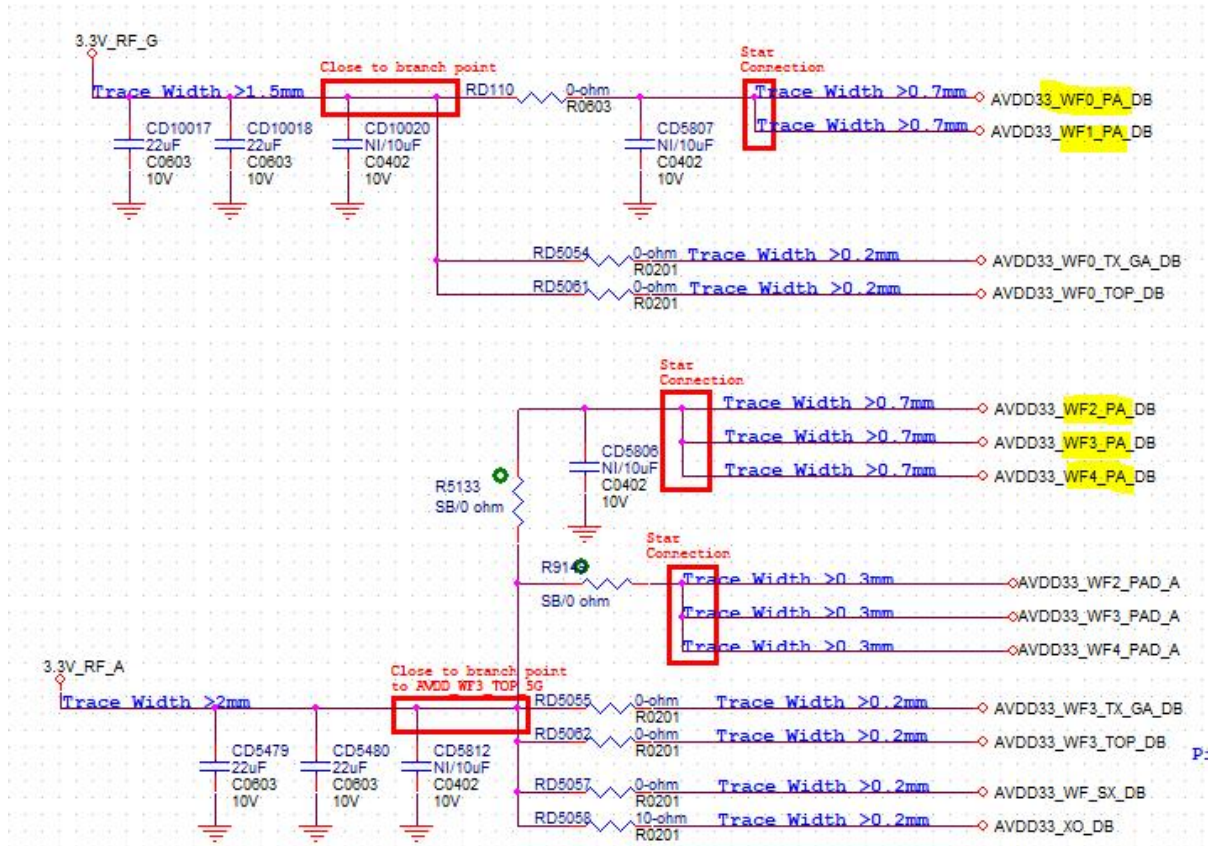 3.3V_RF_G
Close to branch point
Star
Connection
Trace Width >1.5mm
RD110
0-ohm
R0603
Trace Width >0.7mm
AVDD33_WF0_PA_DB
Trace Width >0.7mm
AVDD33_WF1_PA_DB
CD10017
22uF
C0603
10V
CD10018
22uF
C0603
10V
CD10020
NI/10uF
C0402
10V
CD5807
NI/10uF
C0402
10V
RD5054
0-ohm
R0201
Trace Width >0.2mm
AVDD33_WF0_TX_GA_DB
RD5061
0-ohm
R0201
Trace Width >0.2mm
AVDD33_WF0_TOP_DB
Star
Connection
Trace Width >0.7mm
AVDD33_WF2_PA_DB
Trace Width >0.7mm
AVDD33_WF3_PA_DB
Trace Width >0.7mm
AVDD33_WF4_PA_DB
CD5806
NI/10uF
C0402
10V
R5133
SB/0 ohm
Star
Connection
SB/0 ohm
Trace Width >0.3mm
AVDD33_WF2_PAD_A
Trace Width >0.3mm
AVDD33_WF3_PAD_A
Trace Width >0.3mm
AVDD33_WF4_PAD_A
3.3V_RF_A
Close to branch point
to AVDD_WF3_TOP_5G
Trace Width >2mm
RD5055
0-ohm
R0201
Trace Width >0.2mm
AVDD33_WF3_TX_GA_DB
RD5062
0-ohm
R0201
Trace Width >0.2mm
AVDD33_WF3_TOP_DB
CD5479
22uF
C0603
10V
CD5480
22uF
C0603
10V
CD5812
NI/10uF
C0402
10V
RD5057
0-ohm
R0201
Trace Width >0.2mm
AVDD33_WF_SX_DB
RD5058
10-ohm
R0201
Trace Width >0.2mm
AVDD33_XO_DB